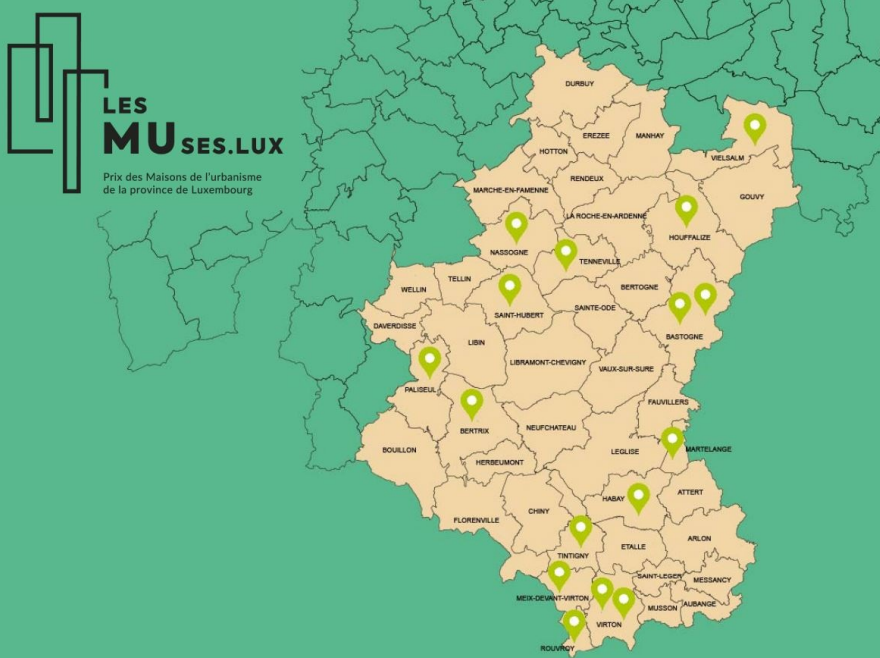 LES
MUSES.LUX
Prix des Maisons de l'urbanisme
de la province de Luxembourg
DURBUY
EREZEE
MANHAY
HOTTON
VIELSALM
RENDEUX
MARCHE-EN-FAMENNE
GOUVY
LA ROCHE-EN-ARDENNE
HOUFFALIZE
NASSOGNE
TENNEVILLE
TELLIN
WELLIN
BERTOGNE
SAINTE-ODE
SAINT-HUBERT
DAVERDISSE
BASTOGNE
LIBIN
LIBRAMONT-CHEVIGNY
VAUX-SUR-SURE
PALISEUL
FAUVILLERS
NEUFCHATEAU
BERTRIX
BOUILLON
LEGLISE
MARTELANGE
HERBEUMONT
HABAY
ATTERT
CHINY
FLORENVILLE
ARLON
ETALLE
TINTIGNY
SAINT-LEGER
MESSANCY
MEIX-DEVANT-VIRTON
MUSSON
AUBANGE
VIRTON
ROUVROY